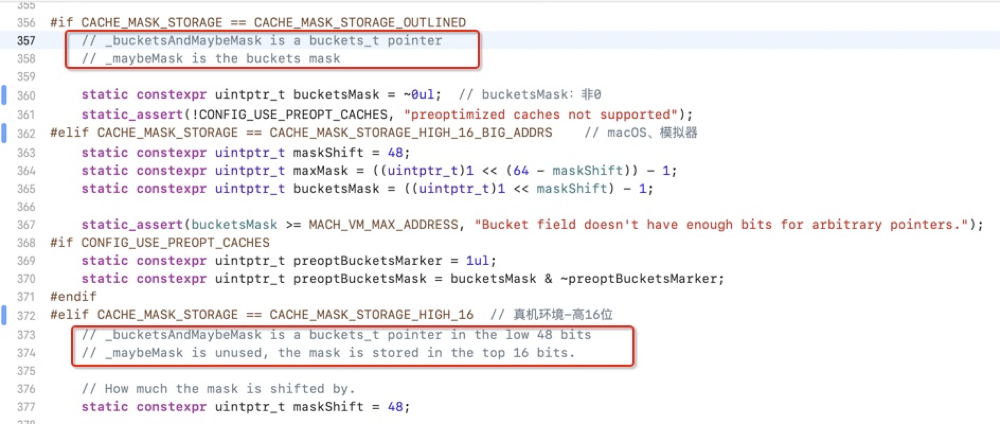 355
356 #if CACHE_MASK_STORAGE == CACHE_MASK_STORAGE_OUTLINED
357     // _bucketsAndMaybeMask is a buckets_t pointer
358     // _maybeMask is the buckets mask
359
360     static constexpr uintptr_t bucketsMask = ~0ul;  // bucketsMask：非0
361     static_assert(!CONFIG_USE_PREOPT_CACHES, "preoptimized caches not supported");
362 #elif CACHE_MASK_STORAGE == CACHE_MASK_STORAGE_HIGH_16_BIG_ADDRS    // macOS、模拟器
363     static constexpr uintptr_t maskShift = 48;
364     static constexpr uintptr_t maxMask = ((uintptr_t)1 << (64 - maskShift)) - 1;
365     static constexpr uintptr_t bucketsMask = ((uintptr_t)1 << maskShift) - 1;
366
367     static_assert(bucketsMask >= MACH_VM_MAX_ADDRESS, "Bucket field doesn't have enough bits for arbitrary pointers.");
368 #if CONFIG_USE_PREOPT_CACHES
369     static constexpr uintptr_t preoptBucketsMarker = 1ul;
370     static constexpr uintptr_t preoptBucketsMask = bucketsMask & ~preoptBucketsMarker;
371 #endif
372 #elif CACHE_MASK_STORAGE == CACHE_MASK_STORAGE_HIGH_16  // 真机环境-高16位
373     // _bucketsAndMaybeMask is a buckets_t pointer in the low 48 bits
374     // _maybeMask is unused, the mask is stored in the top 16 bits.
375
376     // How much the mask is shifted by.
377     static constexpr uintptr_t maskShift = 48;
378